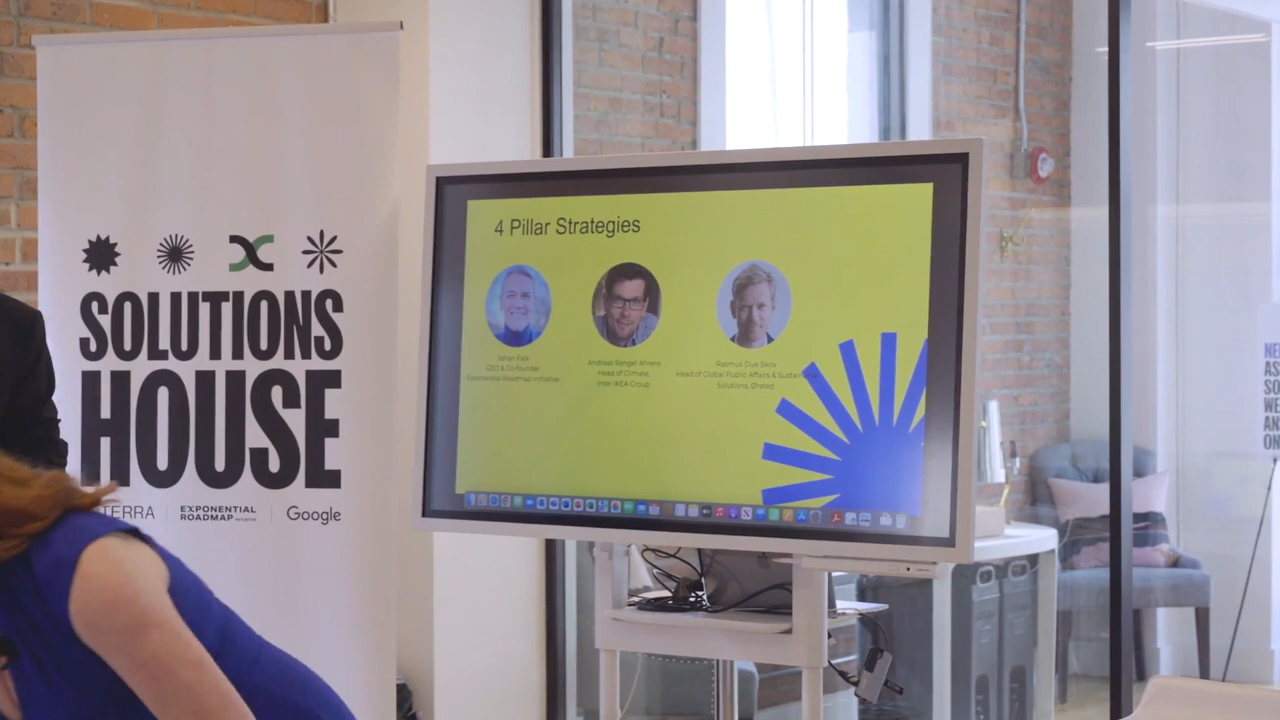 SOLUTIONS
HOUSE
TERRA
EXPONENTIAL
ROADMAP INITIATIVE
Google
4 Pillar Strategies
Johan Falk
CEO & Co-founder
Exponential Roadmap Initiative
Andreas Rangel Ahrens
Head of Climate,
Inter IKEA Group
Rasmus Due Skov
Head of Global Public Affairs &
Solutions, Ørsted